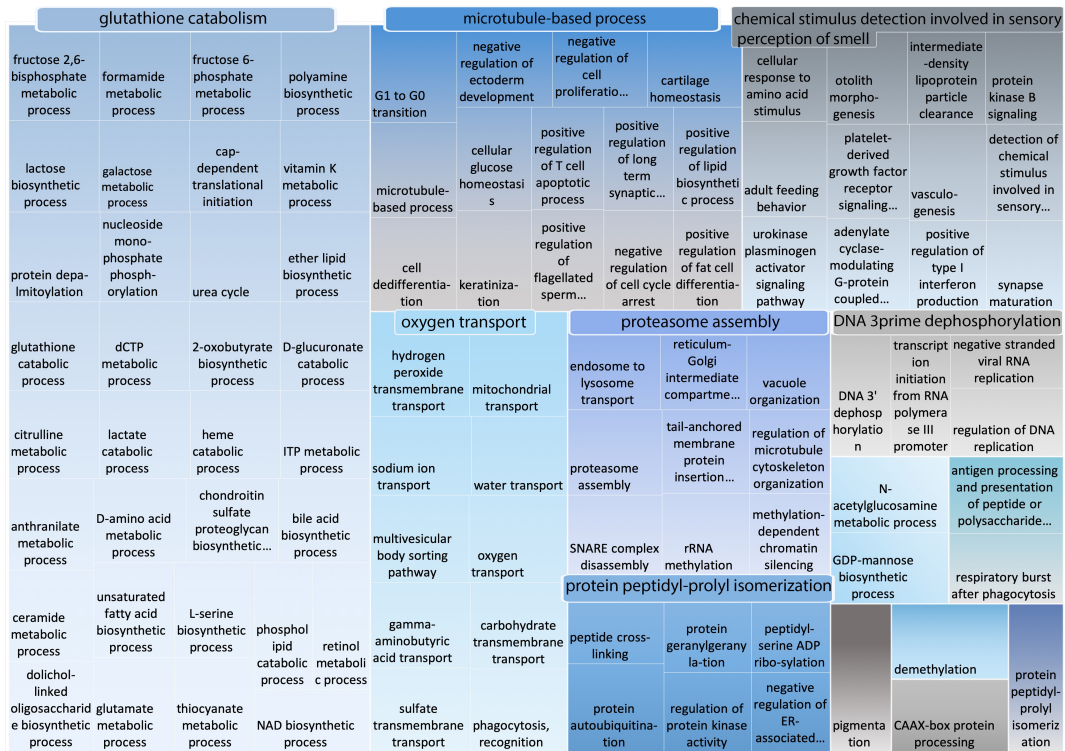 glutathione catabolism
fructose 2,6-
bisphosphate
metabolic
process
formamide
metabolic
process
fructose 6-
phosphate
metabolic
process
polyamine
biosynthetic
process
lactose
biosynthetic
process
galactose
metabolic
process
cap-
dependent
translational
initiation
vitamin K
metabolic
process
protein depa-
lmitoylation
nucleoside
mono-
phosphate
phosph-
orylation
urea cycle
ether lipid
biosynthetic
process
glutathione
catabolic
process
dCTP
metabolic
process
2-oxobutyrate
biosynthetic
process
D-glucuronate
catabolic
process
citrulline
metabolic
process
lactate
catabolic
process
heme
catabolic
process
ITP metabolic
process
anthranilate
metabolic
process
D-amino acid
metabolic
process
chondroitin
sulfate
proteoglycan
biosynthetic...
bile acid
biosynthetic
process
ceramide
metabolic
process
unsaturated
fatty acid
biosynthetic
process
L-serine
biosynthetic
process
phosphol
ipid
catabolic
process
retinol
metaboli
c process
dolichol-
linked
oligosaccharid
e biosynthetic
process
glutamate
metabolic
process
thiocyanate
metabolic
process
NAD biosynthetic
process
microtubule-based process
G1 to G0
transition
negative
regulation of
ectoderm
development
negative
regulation of
cell
proliferatio...
cartilage
homeostasis
microtubule-
based process
cellular
glucose
homeostasi
s
positive
regulation
of T cell
apoptotic
process
positive
regulation
of long
term
synaptic...
positive
regulation
of lipid
biosyntheti
c process
cell
dedifferentia-
tion
keratiniza-
tion
positive
regulation
of
flagellated
sperm...
negative
regulation
of cell cycle
arrest
positive
regulation
of fat cell
differentia-
tion
chemical stimulus detection involved in sensory
perception of smell
cellular
response to
amino acid
stimulus
otolith
morpho-
genesis
intermediate
-density
lipoprotein
particle
clearance
protein
kinase B
signaling
adult feeding
behavior
platelet-
derived
growth factor
receptor
signaling...
vasculo-
genesis
detection of
chemical
stimulus
involved in
sensory...
urokinase
plasminogen
activator
signaling
pathway
adenylate
cyclase-
modulating
G-protein
coupled...
positive
regulation of
type I
interferon
production
synapse
maturation
oxygen transport
hydrogen
peroxide
transmembrane
transport
mitochondrial
transport
sodium ion
transport
water transport
multivesicular
body sorting
pathway
oxygen
transport
gamma-
aminobutyric
acid transport
carbohydrate
transmembrane
transport
sulfate
transmembrane
transport
phagocytosis,
recognition
proteasome assembly
endosome to
lysosome
transport
reticulum-
Golgi
intermediate
compartme...
vacuole
organization
proteasome
assembly
tail-anchored
membrane
protein
insertion...
regulation of
microtubule
cytoskeleton
organization
SNARE complex
disassembly
rRNA
methylation
methylation-
dependent
chromatin
silencing
protein peptidyl-prolyl isomerization
peptide cross-
linking
protein
geranylgerany
la-tion
peptidyl-
serine ADP
ribo-sylation
protein
autoubiquitina-
tion
regulation of
protein kinase
activity
negative
regulation of
ER-
associated...
DNA 3prime dephosphorylation
DNA 3'
dephosp
horylatio
n
transcript
ion
initiation
from RNA
polymera
se III
promoter
negative stranded
viral RNA
replication
regulation of DNA
replication
N-
acetylglucosamine
metabolic process
antigen processing
and presentation
of peptide or
polysaccharide...
GDP-mannose
biosynthetic
process
respiratory burst
after phagocytosis
pigmenta
tion
demethylation
CAAX-box protein
processing
protein
peptidyl-
prolyl
isomeriz
ation